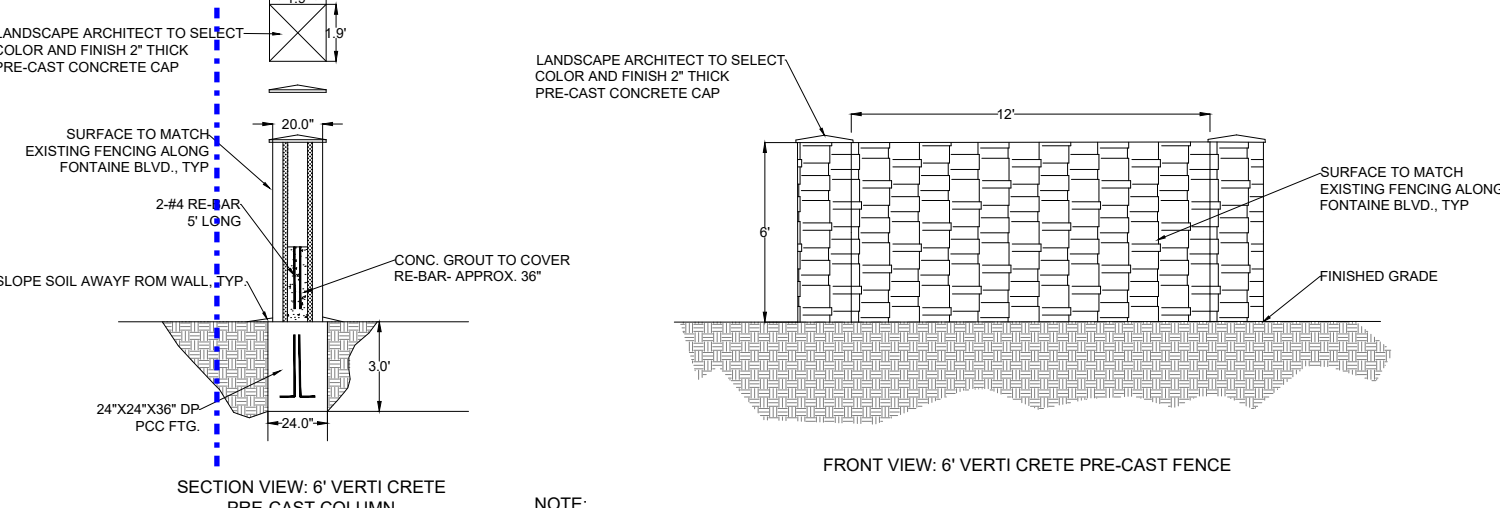 LANDSCAPE ARCHITECT TO SELECT
COLOR AND FINISH 2" THICK
PRE-CAST CONCRETE CAP
1.9'
SURFACE TO MATCH
EXISTING FENCING ALONG
FONTAINE BLVD., TYP
20.0"
2-#4 RE-BAR
5' LONG
CONC. GROUT TO COVER
RE-BAR- APPROX. 36"
SLOPE SOIL AWAYF ROM WALL, TYP.
3.0'
24"X24"X36" DP
PCC FTG.
24.0"
SECTION VIEW: 6' VERTI CRETE
PRE-CAST COLUMN
LANDSCAPE ARCHITECT TO SELECT
COLOR AND FINISH 2" THICK
PRE-CAST CONCRETE CAP
12'
6'
SURFACE TO MATCH
EXISTING FENCING ALONG
FONTAINE BLVD., TYP
FINISHED GRADE
FRONT VIEW: 6' VERTI CRETE PRE-CAST FENCE
NOTE: